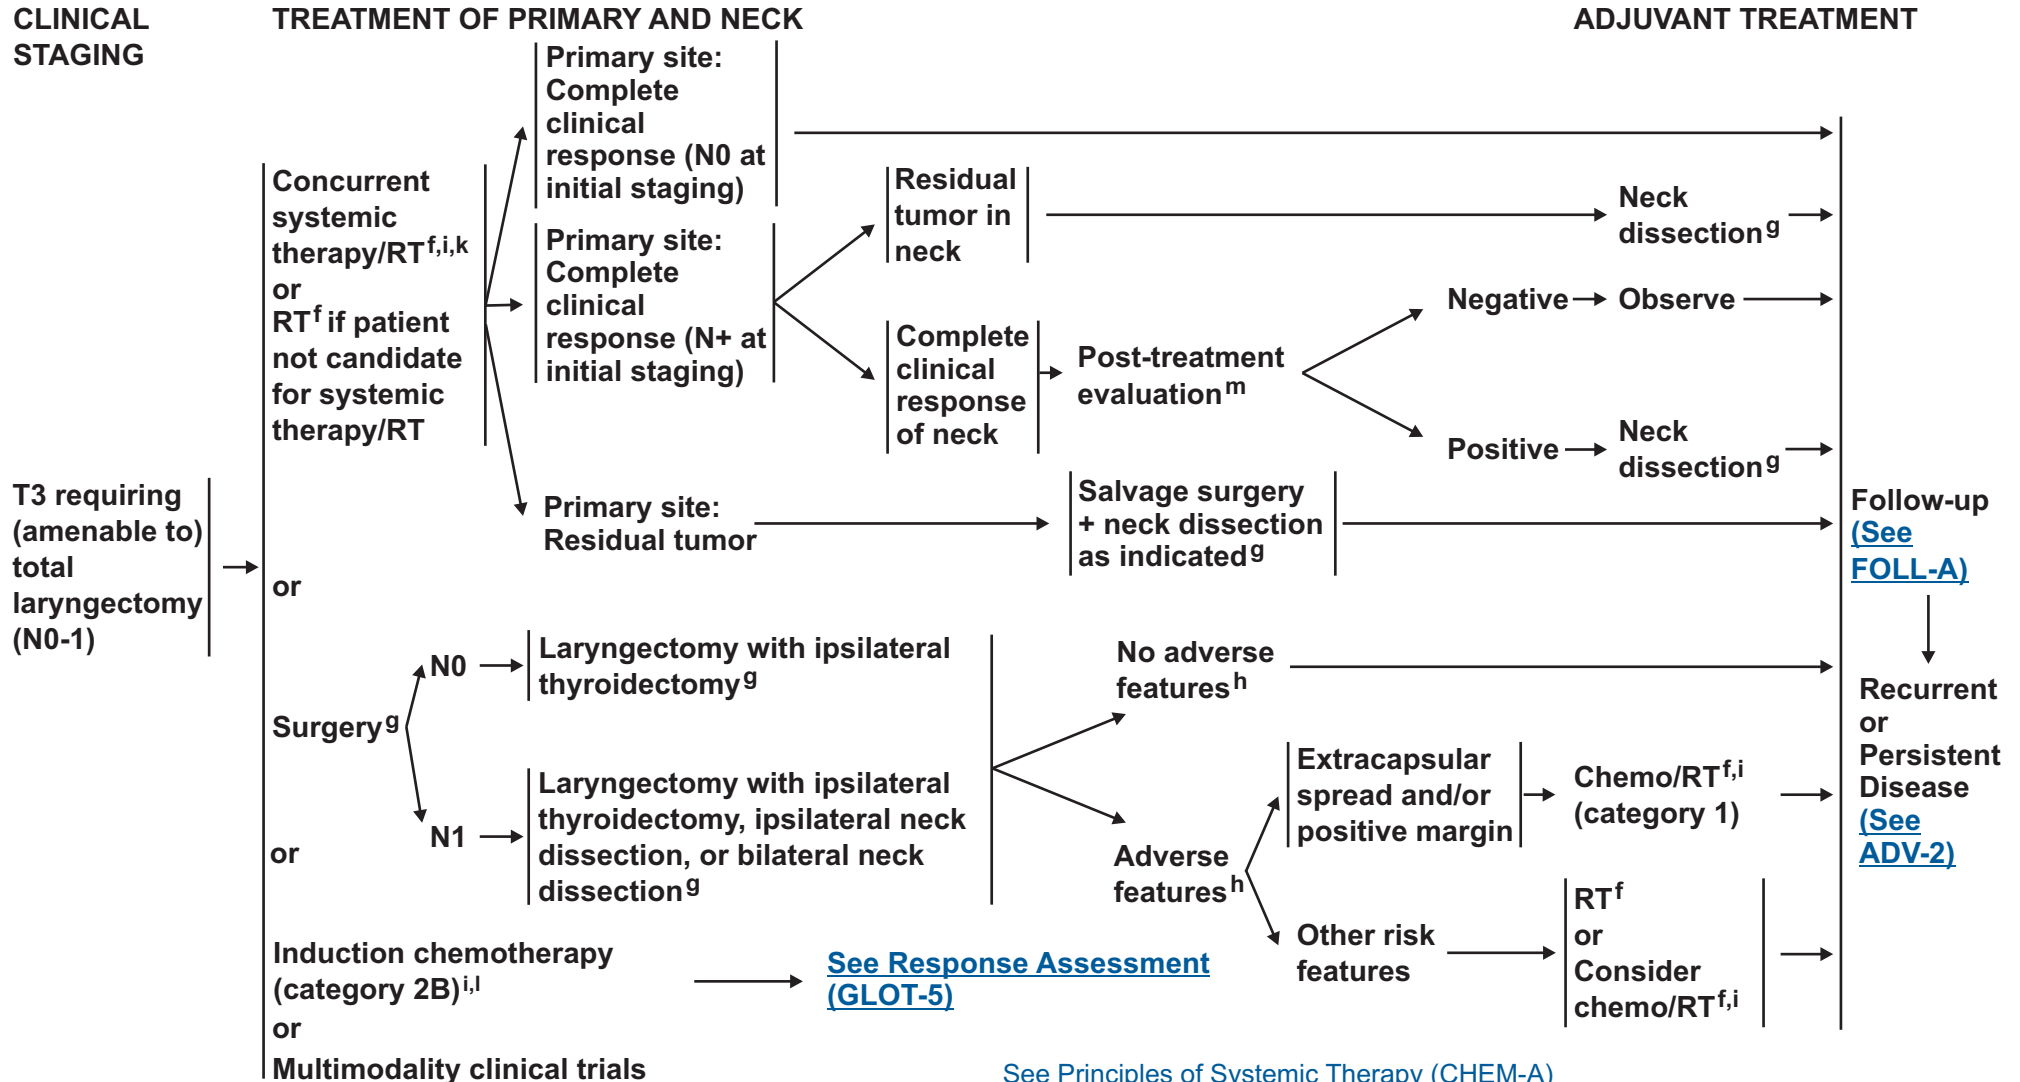 CLINICAL
STAGING
TREATMENT OF PRIMARY AND NECK
ADJUVANT TREATMENT
T3 requiring
(amenable to)
total
laryngectomy
(N0-1)
Concurrent
systemic
therapy/RTf,i,k
or
RTf if patient
not candidate
for systemic
therapy/RT
Primary site:
Complete
clinical
response (N0 at
initial staging)
Primary site:
Complete
clinical
response (N+ at
initial staging)
Residual
tumor in
neck
Neck
dissectiong
Complete
clinical
response
of neck
Post-treatment
evaluationm
Negative
Observe
Positive
Neck
dissectiong
Primary site:
Residual tumor
Salvage surgery
+ neck dissection
as indicatedg
or
Surgeryg
N0
Laryngectomy with ipsilateral
thyroidectomyg
N1
Laryngectomy with ipsilateral
thyroidectomy, ipsilateral neck
dissection, or bilateral neck
dissectiong
No adverse
featuresh
Adverse
featuresh
Extracapsular
spread and/or
positive margin
Chemo/RTf,i
(category 1)
Other risk
features
RTf
or
Consider
chemo/RTf,i
or
Induction chemotherapy
(category 2B)i,l
See Response Assessment
(GLOT-5)
or
Multimodality clinical trials
Follow-up
(See
FOLL-A)
Recurrent
or
Persistent
Disease
(See
ADV-2)
See Principles of Systemic Therapy (CHEM-A)